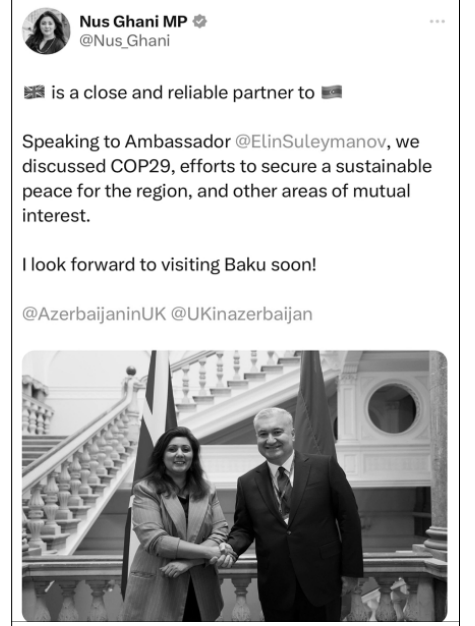 Nus Ghani MP
@Nus_Ghani
🇬🇧 is a close and reliable partner to 🇦🇿
Speaking to Ambassador @ElinSuleymanov, we
discussed COP29, efforts to secure a sustainable
peace for the region, and other areas of mutual
interest.
I look forward to visiting Baku soon!
@AzerbaijaninUK @UKinazerbaijan